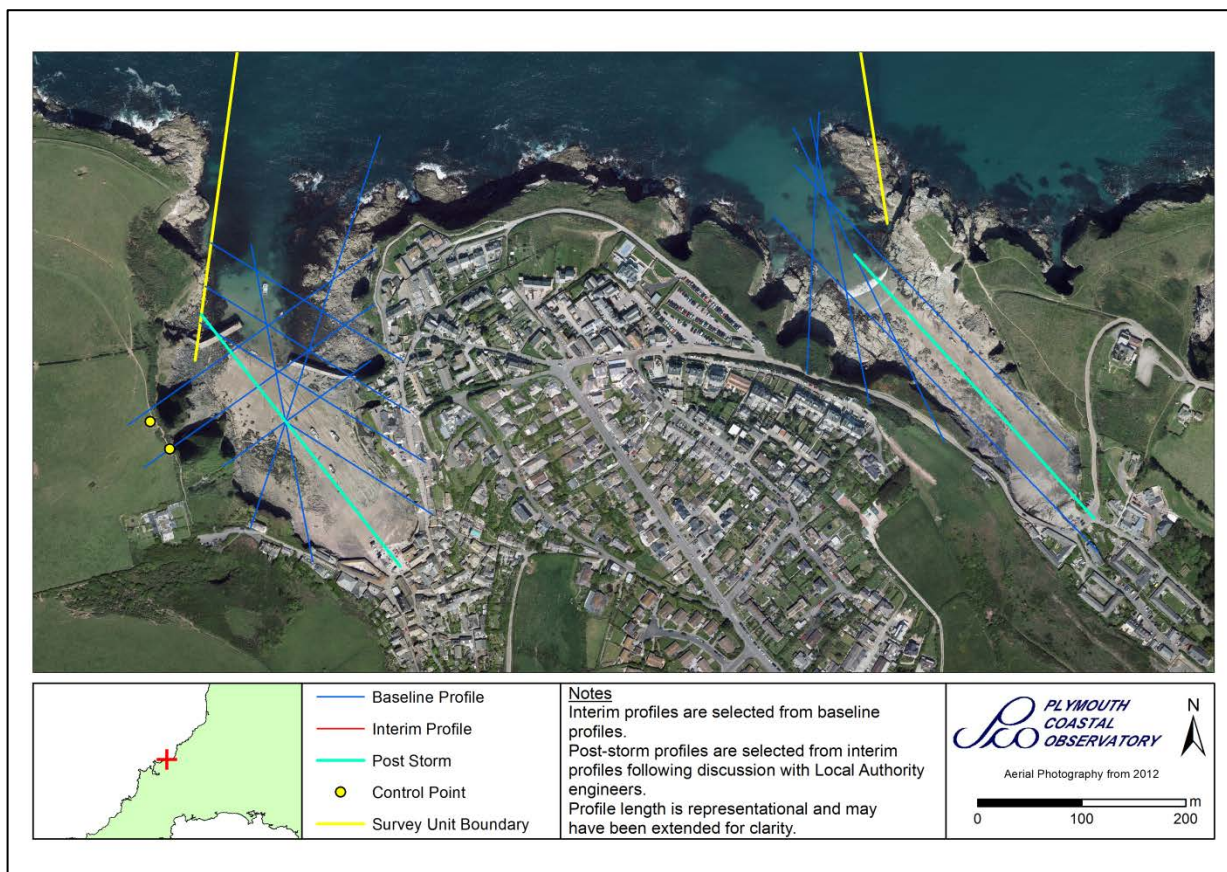 Baseline Profile
Interim Profile
Post Storm
Control Point
Survey Unit Boundary
Notes
Interim profiles are selected from baseline
profiles.
Post-storm profiles are selected from interim
profiles following discussion with Local Authority
engineers.
Profile length is representational and may
have been extended for clarity.
PLYMOUTH
COASTAL
OBSERVATORY
N
Aerial Photography from 2012
m
0 100 200